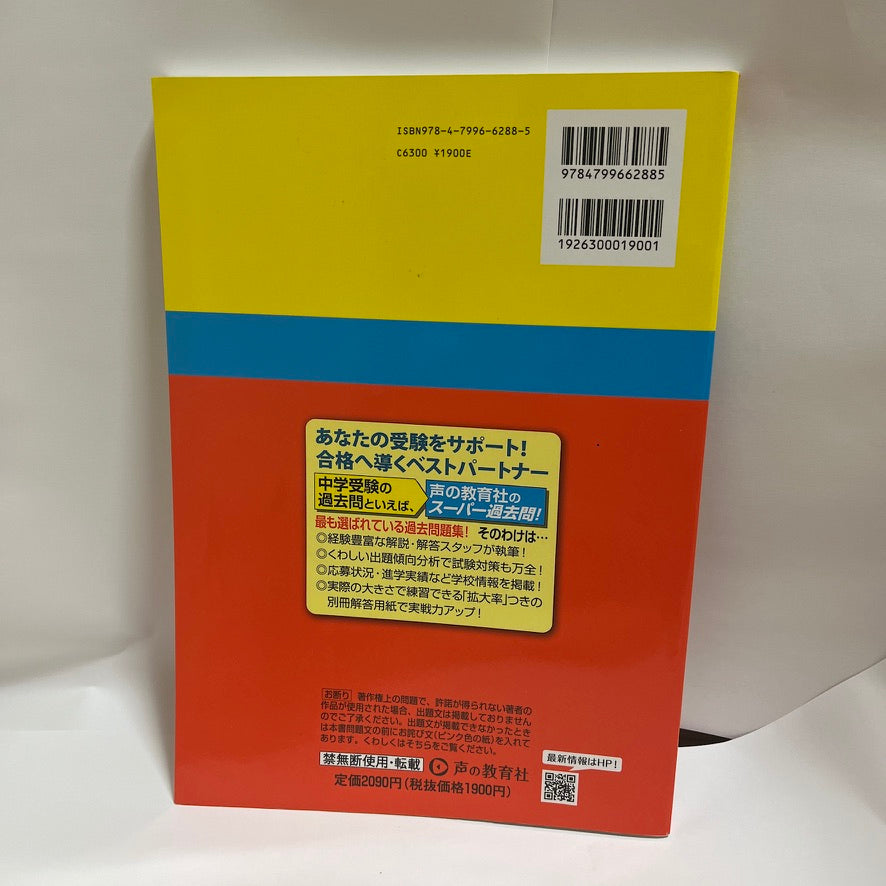 ISBN978-4-7996-6288-5
C6300 ¥1900E
9784799662885
1926300019001
あなたの受験をサポート!
合格へ導くベストパートナー
中学受験の
過去問といえば、
声の教育社の
スーパー過去問!
最も選ばれている過去問題集! そのわけは…
◎経験豊富な解説・解答スタッフが執筆!
◎くわしい出題傾向分析で試験対策も万全!
◎応募状況・進学実績など学校情報を掲載!
◎実際の大きさで練習できる「拡大率」つきの
別冊解答用紙で実戦力アップ!
お断り 著作権上の問題で、許諾が得られない著者の
作品が使用された場合、出題文は掲載しておりません
のでご了承ください。出題文が掲載できなかったときと
は本書問題文の前にお詫び文(ピンク色の紙)を入れて
あります。くわしくはそちらをご覧ください。
禁無断使用・転載 声の教育社
定価2090円(税抜価格1900円)
最新情報はHP!